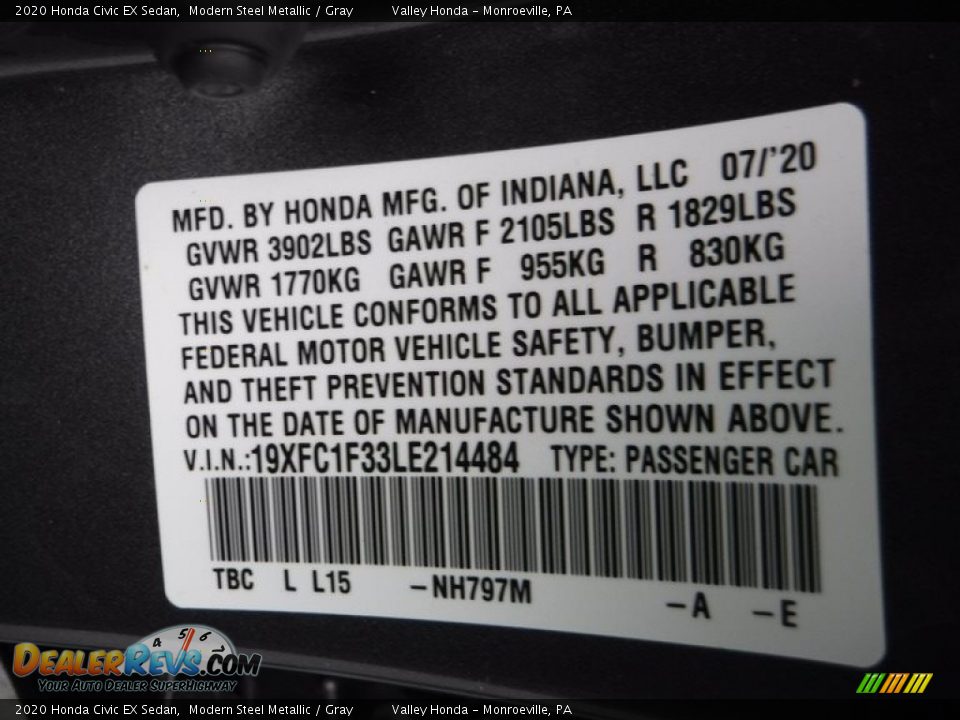 2020 Honda Civic EX Sedan, Modern Steel Metallic / Gray Valley Honda - Monroeville, PA
MFD. BY HONDA MFG. OF INDIANA, LLC 07/'20
GVWR 3902LBS GAWR F 2105LBS R 1829LBS
GVWR 1770KG GAWR F 955KG R 830KG
THIS VEHICLE CONFORMS TO ALL APPLICABLE
FEDERAL MOTOR VEHICLE SAFETY, BUMPER,
AND THEFT PREVENTION STANDARDS IN EFFECT
ON THE DATE OF MANUFACTURE SHOWN ABOVE.
V.I.N.:19XFC1F33LE214484 TYPE: PASSENGER CAR
TBC L L15 -NH797M -A -E
4 5 6
DEALERREVS.COM
YOUR AUTO DEALER SUPERHIGHWAY
2020 Honda Civic EX Sedan, Modern Steel Metallic / Gray Valley Honda - Monroeville, PA